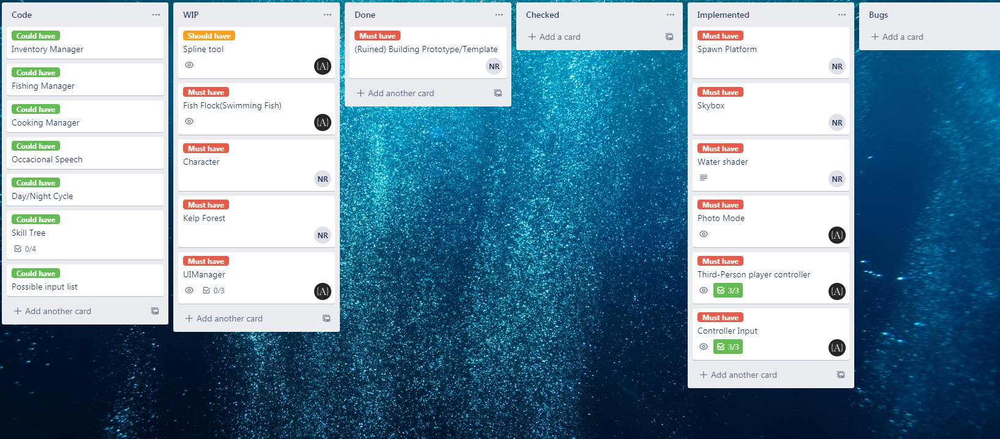 Code
Could have
Inventory Manager
Could have
Fishing Manager
Could have
Cooking Manager
Could have
Occacional Speech
Could have
Day/Night Cycle
Could have
Skill Tree
0/4
Could have
Possible input list
+ Add another card
WIP
Should have
Spline tool
{A}
Must have
Fish Flock(Swimming Fish)
{A}
Must have
Character
NR
Must have
Kelp Forest
NR
Must have
UIManager
0/3
{A}
+ Add another card
Done
Must have
(Ruined) Building Prototype/Template
NR
+ Add another card
Checked
+ Add a card
Implemented
Must have
Spawn Platform
NR
Must have
Skybox
NR
Must have
Water shader
NR
Must have
Photo Mode
{A}
Must have
Third-Person player controller
3/3
{A}
Must have
Controller Input
3/3
{A}
+ Add another card
Bugs
+ Add a card